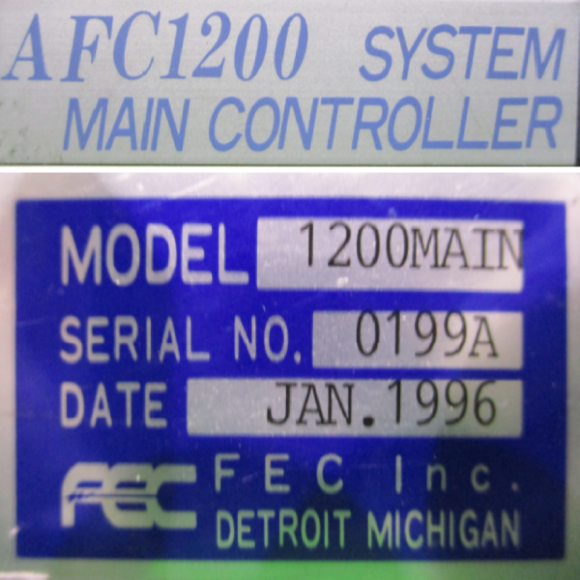 AFC1200 SYSTEM
MAIN CONTROLLER
MODEL 1200MAIN
SERIAL NO. 0199A
DATE JAN.1996
FEC FEC Inc.
DETROIT MICHIGAN